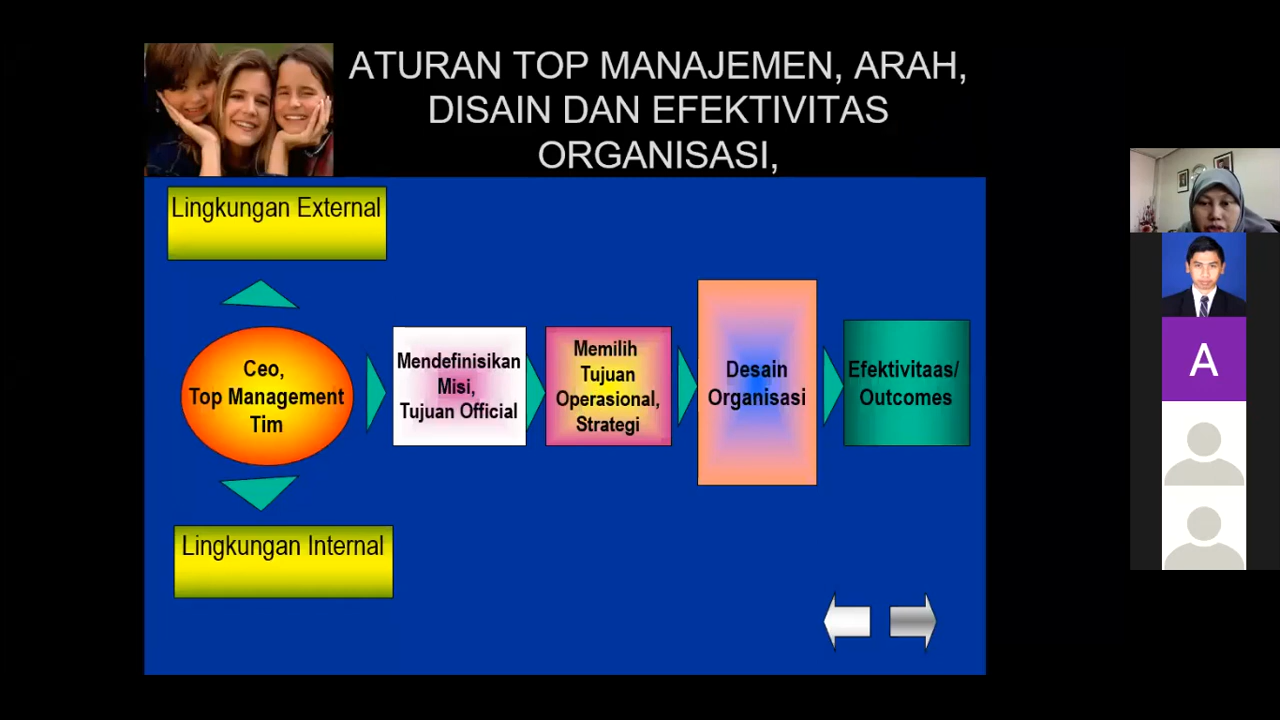 ATURAN TOP MANAJEMEN, ARAH,
DISAIN DAN EFEKTIVITAS
ORGANISASI,
Lingkungan External
Ceo,
Top Management
Tim
Mendefinisikan
Misi,
Tujuan Official
Memilih
Tujuan
Operasional,
Strategi
Desain
Organisasi
Efektivitaas/
Outcomes
Lingkungan Internal
A